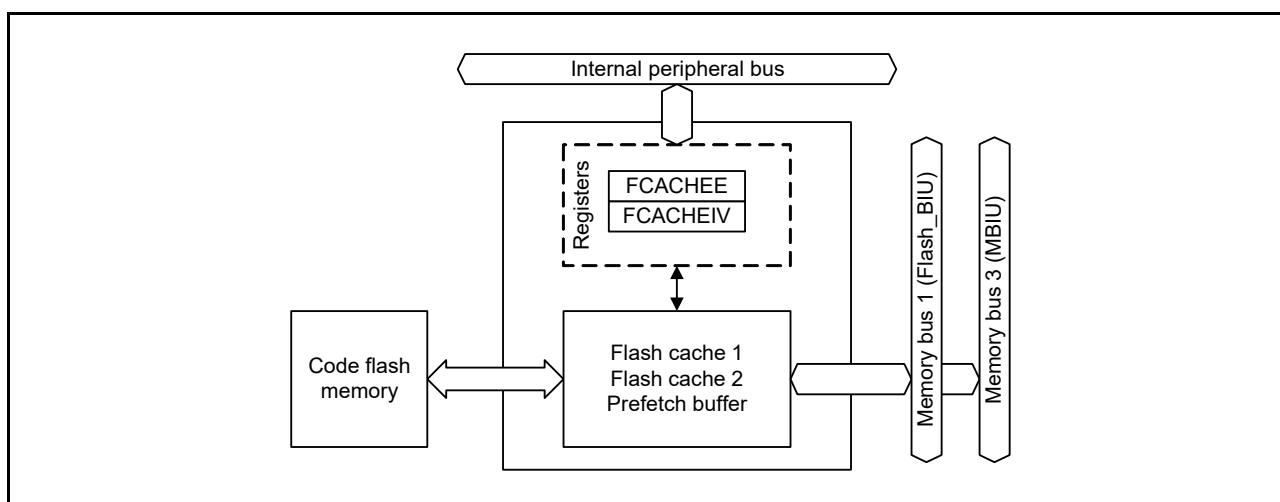 Internal peripheral bus
Registers
FCACHEE
FCACHEIV
Code flash
memory
Flash cache 1
Flash cache 2
Prefetch buffer
Memory bus 1 (Flash_BIU)
Memory bus 3 (MBIU)